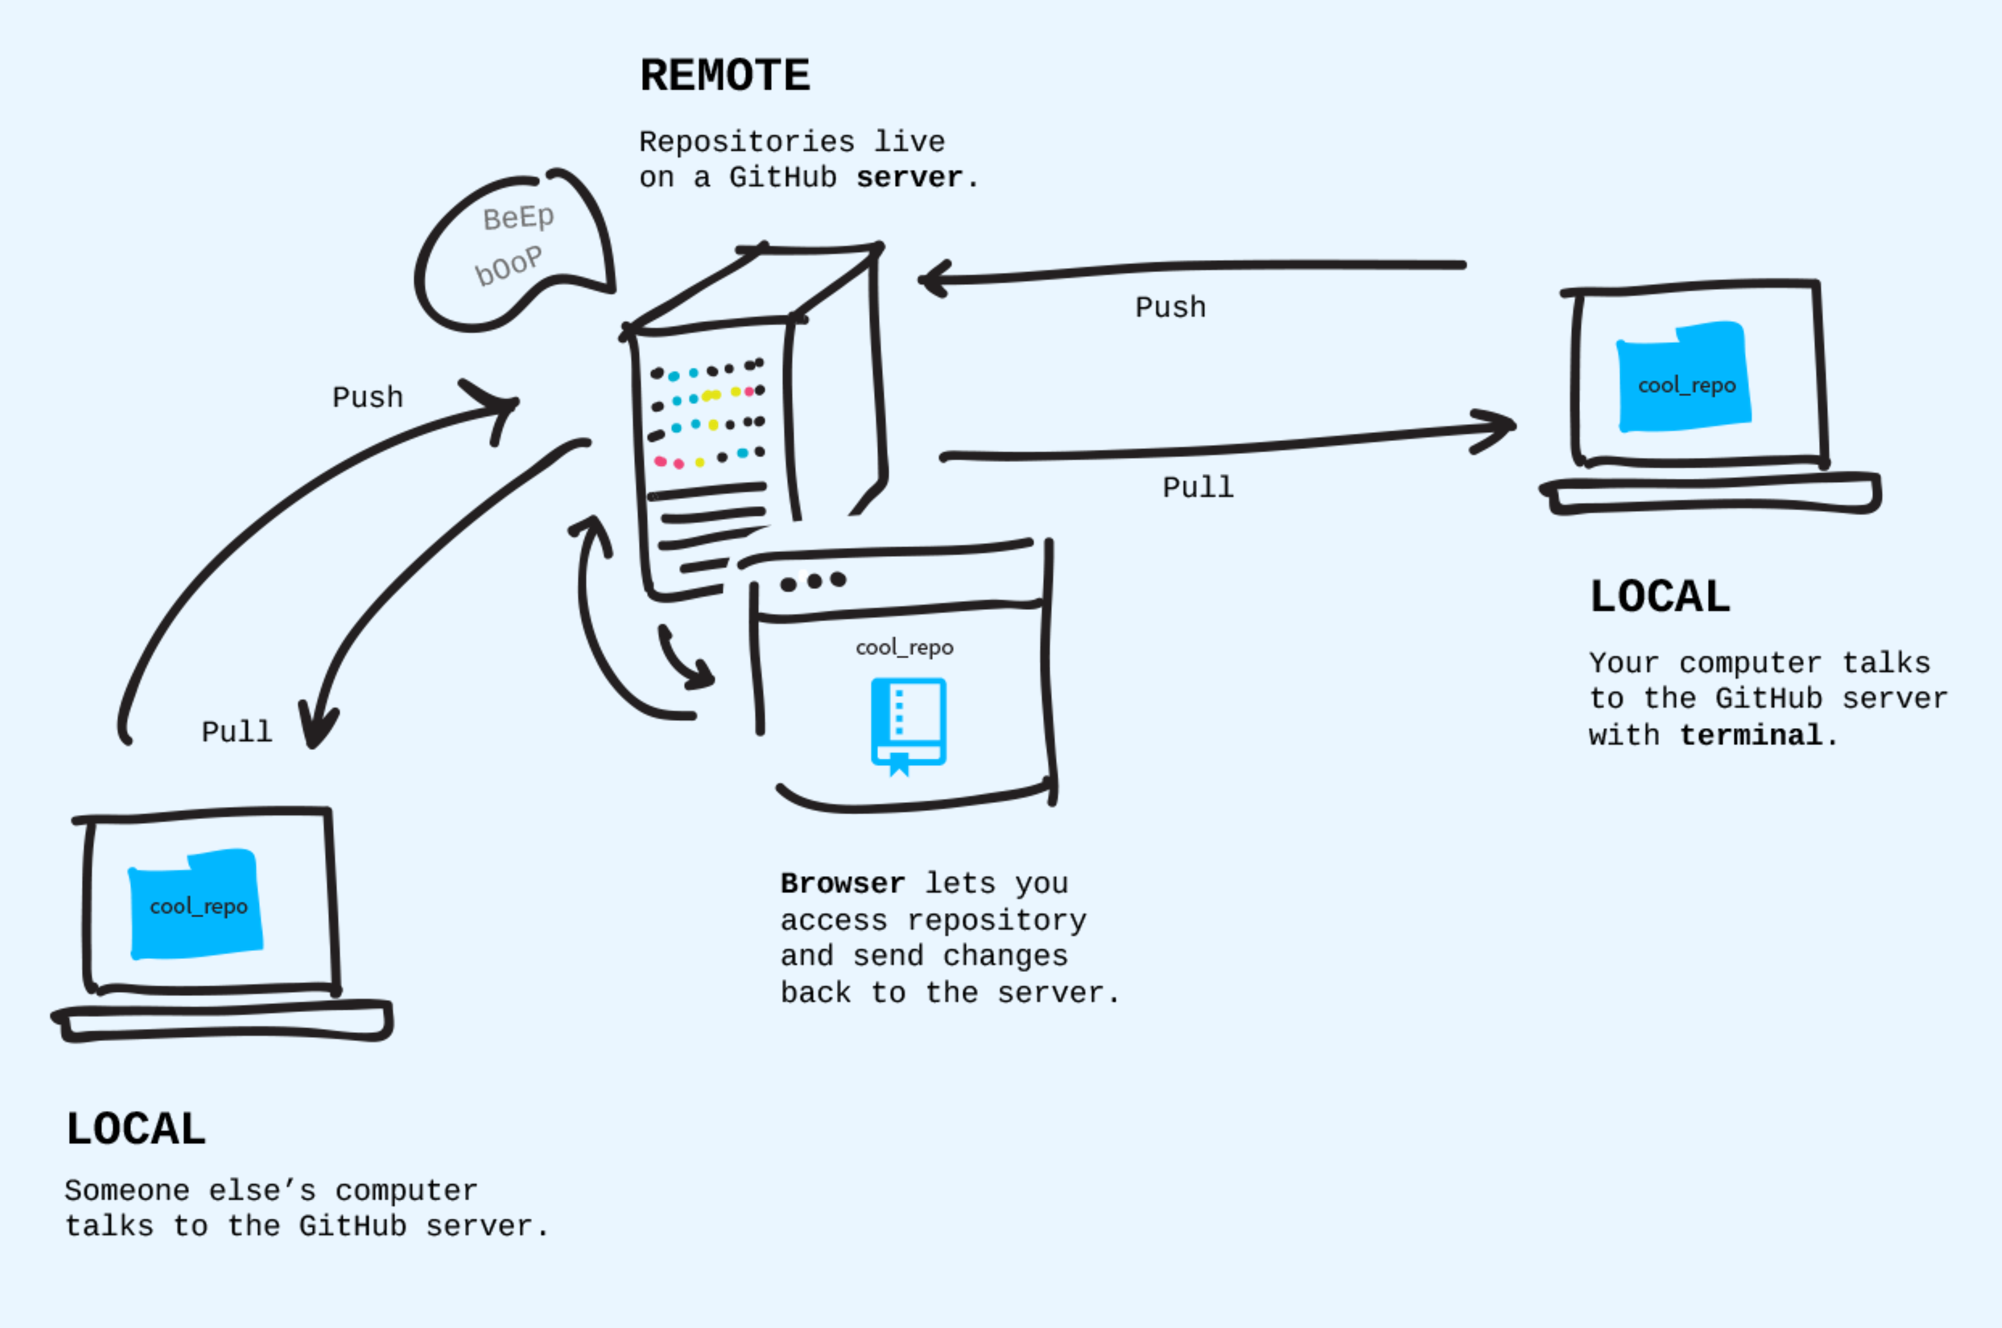 REMOTE
Repositories live
on a GitHub server.
BeEp
bOoP
Push
Pull
cool_repo
Push
Pull
cool_repo
LOCAL
Your computer talks
to the GitHub server
with terminal.
Browser lets you
access repository
and send changes
back to the server.
cool_repo
LOCAL
Someone else’s computer
talks to the GitHub server.